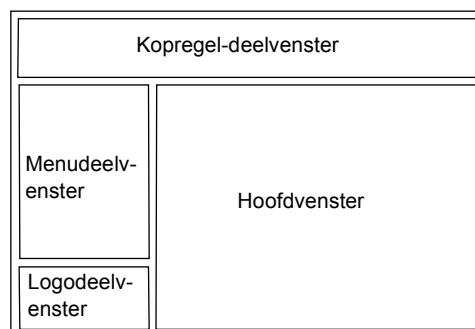 Kopregel-deelvenster
Menudeelv-
enster
Hoofdvenster
Logodeelv-
enster